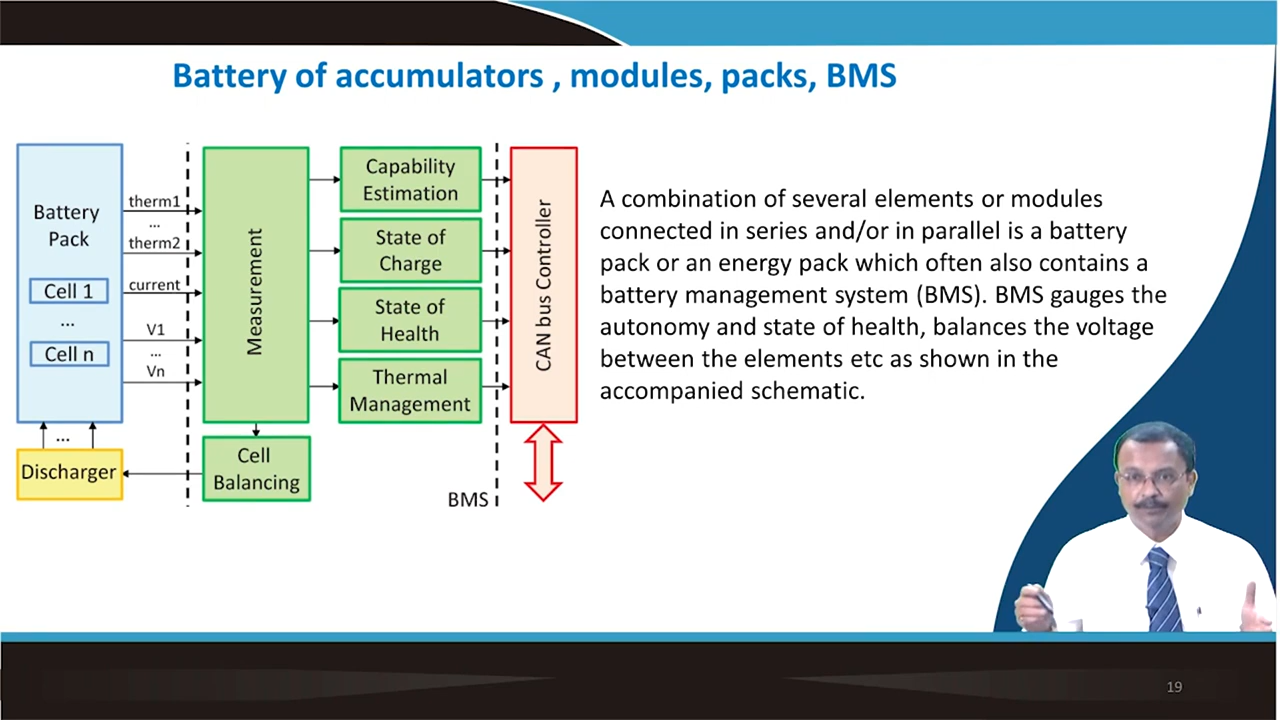 Battery of accumulators , modules, packs, BMS
Battery
Pack
Cell 1
...
Cell n
therm1
...
therm2
current
V1
...
Vn
...
Discharger
Measurement
Cell
Balancing
Capability
Estimation
State of
Charge
State of
Health
Thermal
Management
BMS
CAN bus Controller
A combination of several elements or modules
connected in series and/or in parallel is a battery
pack or an energy pack which often also contains a
battery management system (BMS). BMS gauges the
autonomy and state of health, balances the voltage
between the elements etc as shown in the
accompanied schematic.
19